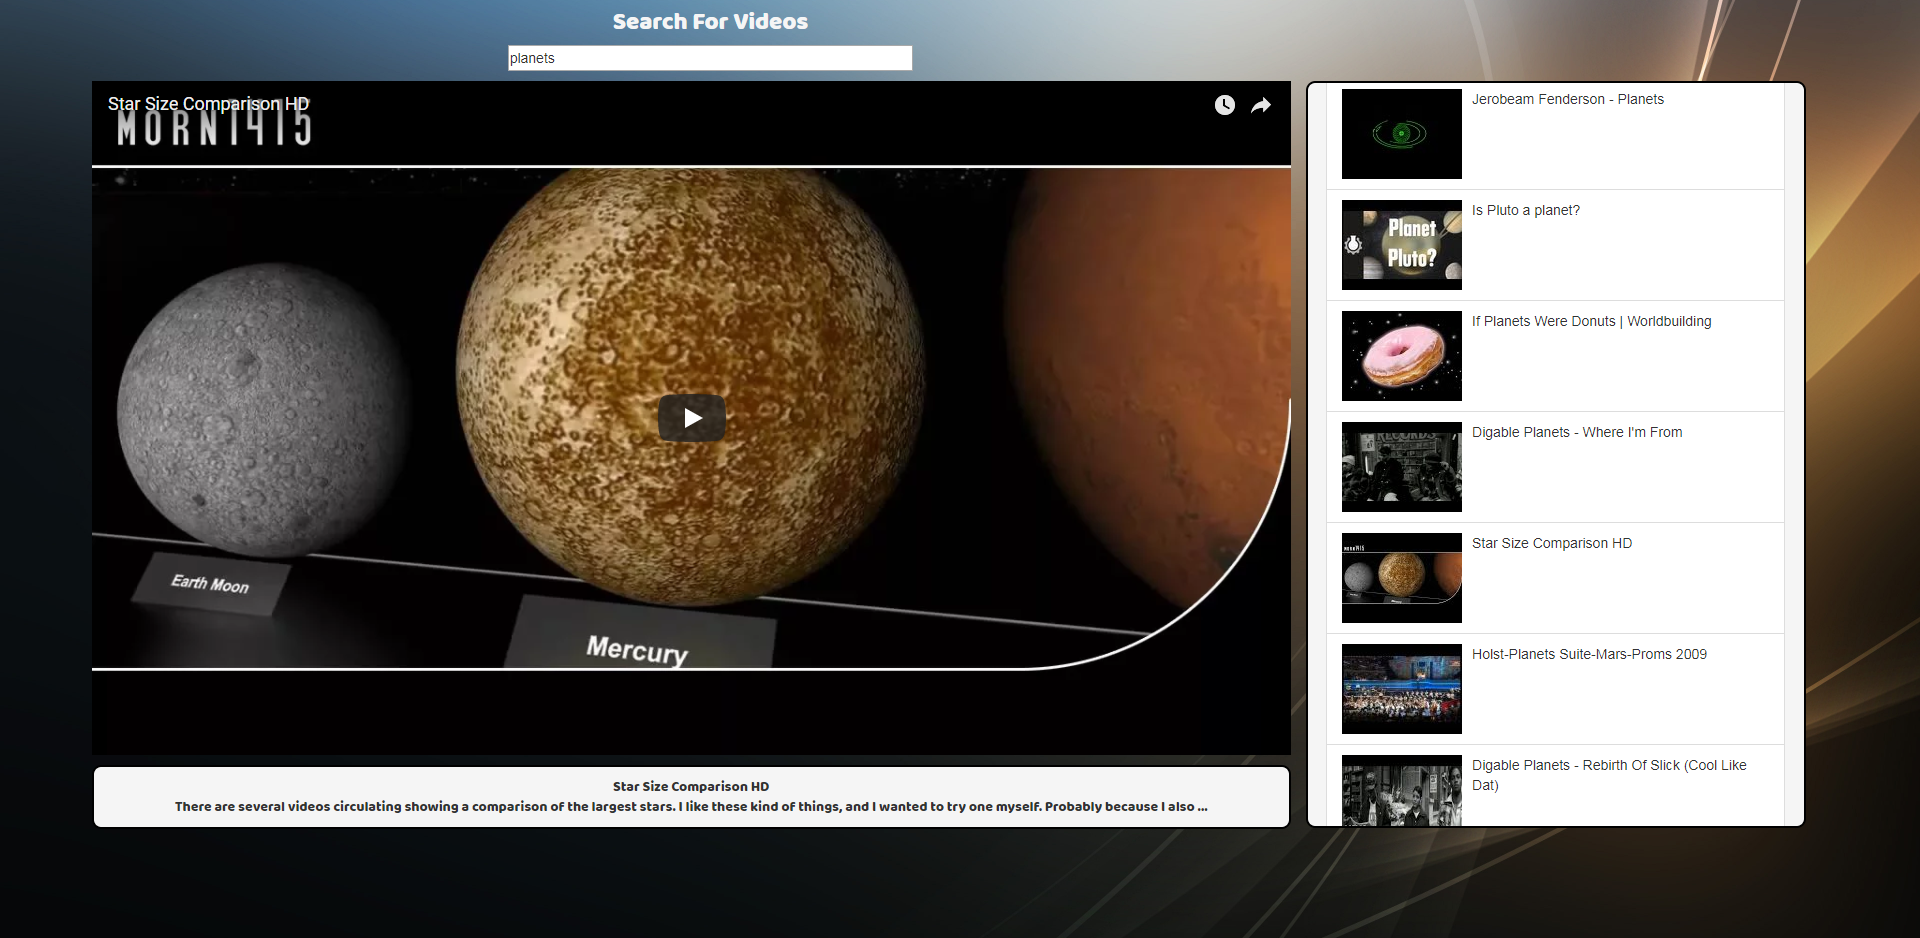 Search For Videos
planets
Star Size Comparison HD
MORN1415
Earth Moon
Mercury
Star Size Comparison HD
There are several videos circulating showing a comparison of the largest stars. I like these kind of things, and I wanted to try one myself. Probably because I also ...
Jerobeam Fenderson - Planets
Is Pluto a planet?
Planet
Pluto?
If Planets Were Donuts | Worldbuilding
Digable Planets - Where I'm From
RECORDS
Star Size Comparison HD
MORN1415
Holst-Planets Suite-Mars-Proms 2009
Digable Planets - Rebirth Of Slick (Cool Like
Dat)